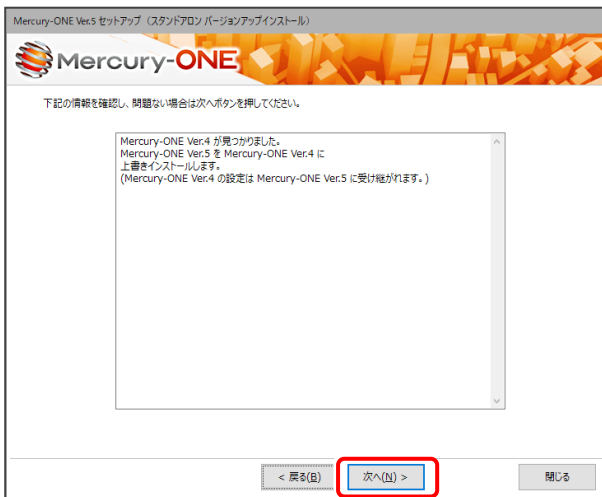 Mercury-ONE Ver.5 セットアップ（スタンドアロン バージョンアップインストール）
Mercury-ONE
下記の情報を確認し、問題ない場合は次へボタンを押してください。
Mercury-ONE Ver.4 が見つかりました。
Mercury-ONE Ver.5 を Mercury-ONE Ver.4 に
上書きインストールします。
(Mercury-ONE Ver.4 の設定は Mercury-ONE Ver.5 に受け継がれます。)
< 戻る(B) 次へ(N) > 閉じる